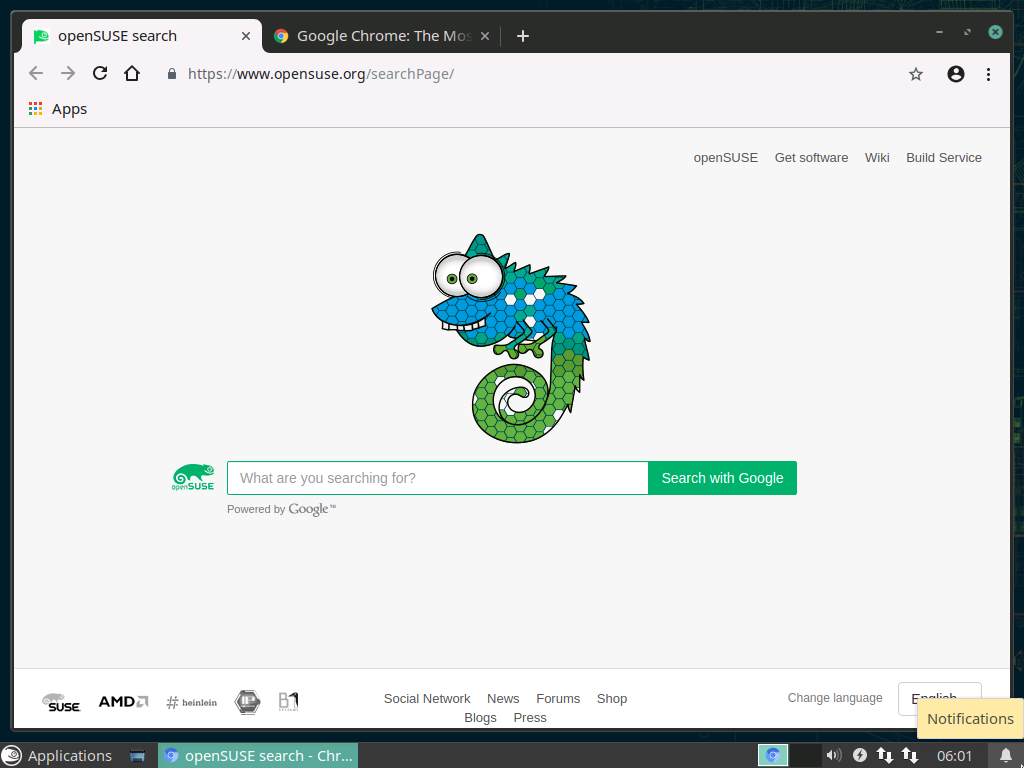 openSUSE search
Google Chrome: The Mos
https://www.opensuse.org/searchPage/
Apps
openSUSE Get software Wiki Build Service
openSUSE
What are you searching for?
Search with Google
Powered by Google™
SUSE
AMD
# heinlein
B1
Social Network News Forums Shop
Blogs Press
Change language
English
Notifications
Applications
openSUSE search - Chr...
06:01